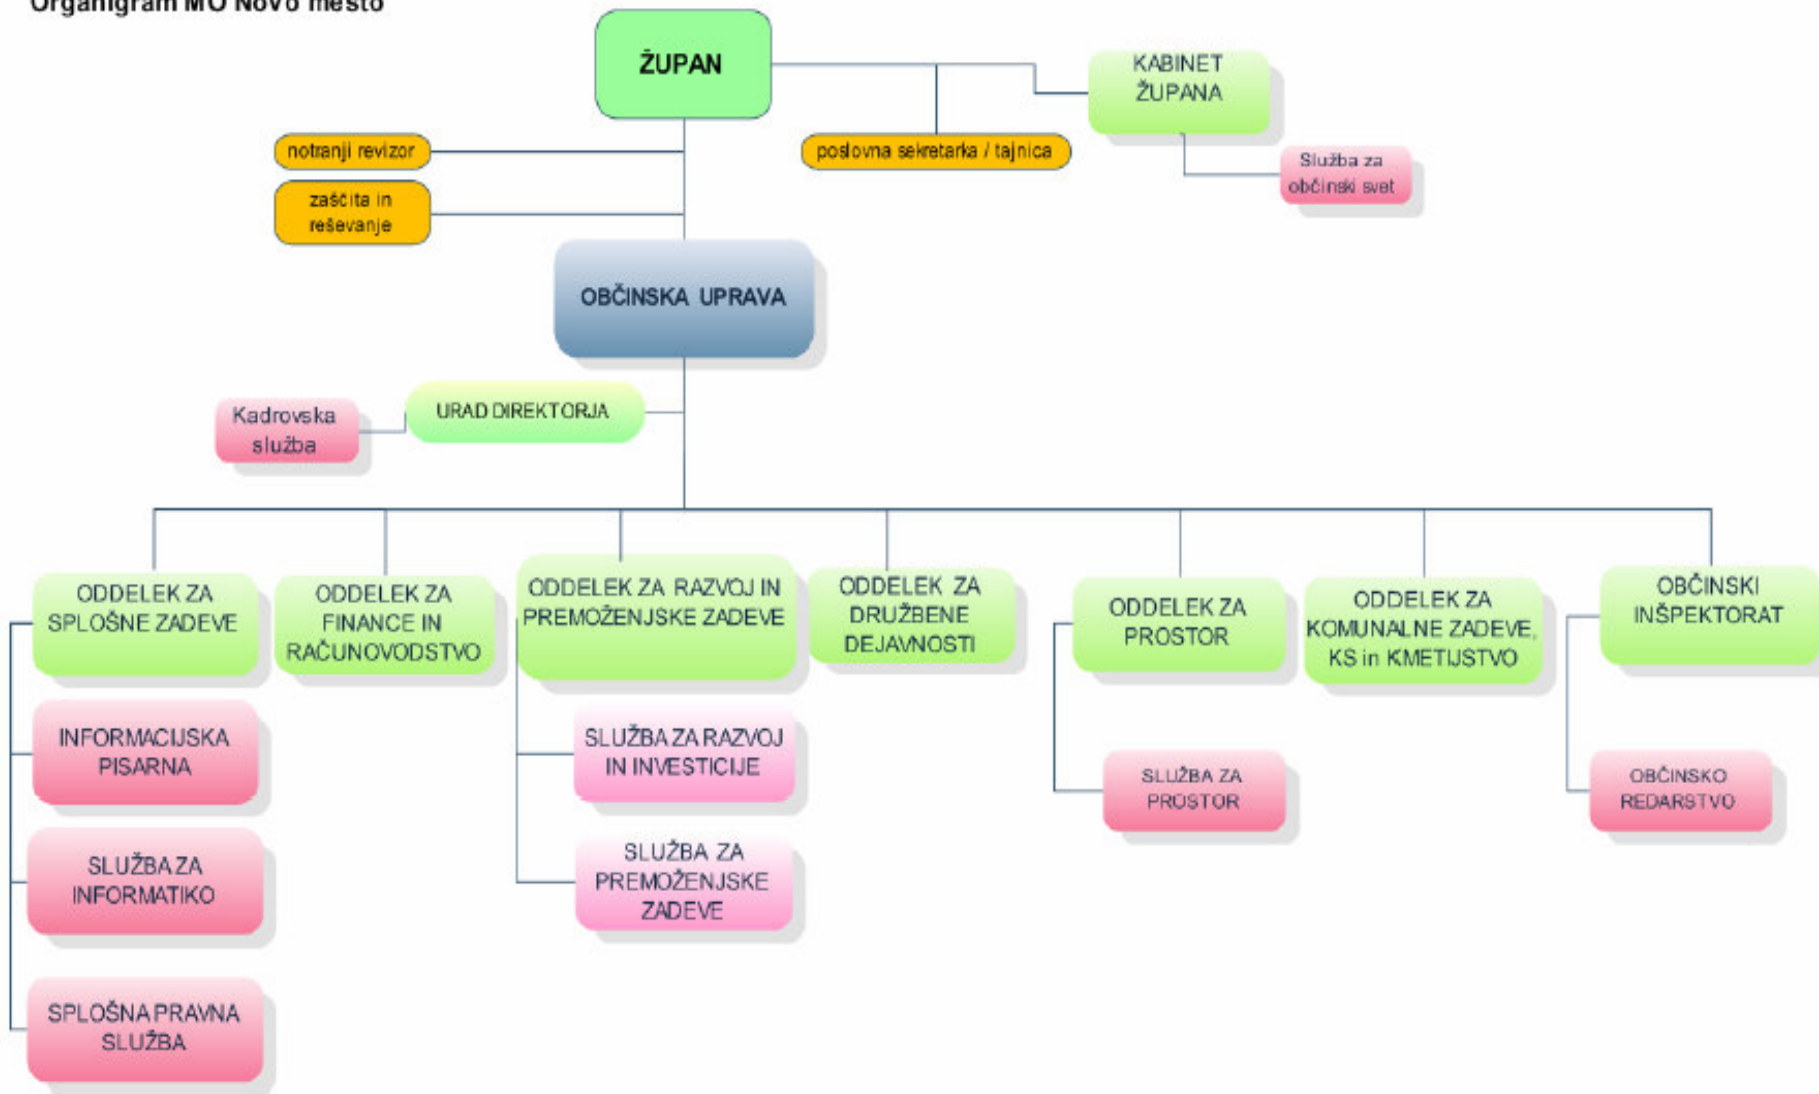 Organigram MO Novo mesto
ŽUPAN
KABINET
ŽUPANA
notranji revizor
poslovna sekretarka / tajnica
Služba za
občinski svet
zaščita in
reševanje
OBČINSKA UPRAVA
URAD DIREKTORJA
Kadrovska
služba
ODDELEK ZA
SPLOŠNE ZADEVE
ODDELEK ZA
FINANCE IN
RAČUNOVODSTVO
ODDELEK ZA RAZVOJ IN
PREMOŽENJSKE ZADEVE
ODDELEK ZA
DRUŽBENE
DEJAVNOSTI
ODDELEK ZA
PROSTOR
ODDELEK ZA
KOMUNALNE ZADEVE,
KS in KMETIJSTVO
OBČINSKI
INŠPEKTORAT
INFORMACIJSKA
PISARNA
SLUŽBA ZA RAZVOJ
IN INVESTICIJE
SLUŽBA ZA
PROSTOR
OBČINSKO
REDARSTVO
SLUŽBA ZA
INFORMATIKO
SLUŽBA ZA
PREMOŽENJSKE
ZADEVE
SPLOŠNA PRAVNA
SLUŽBA